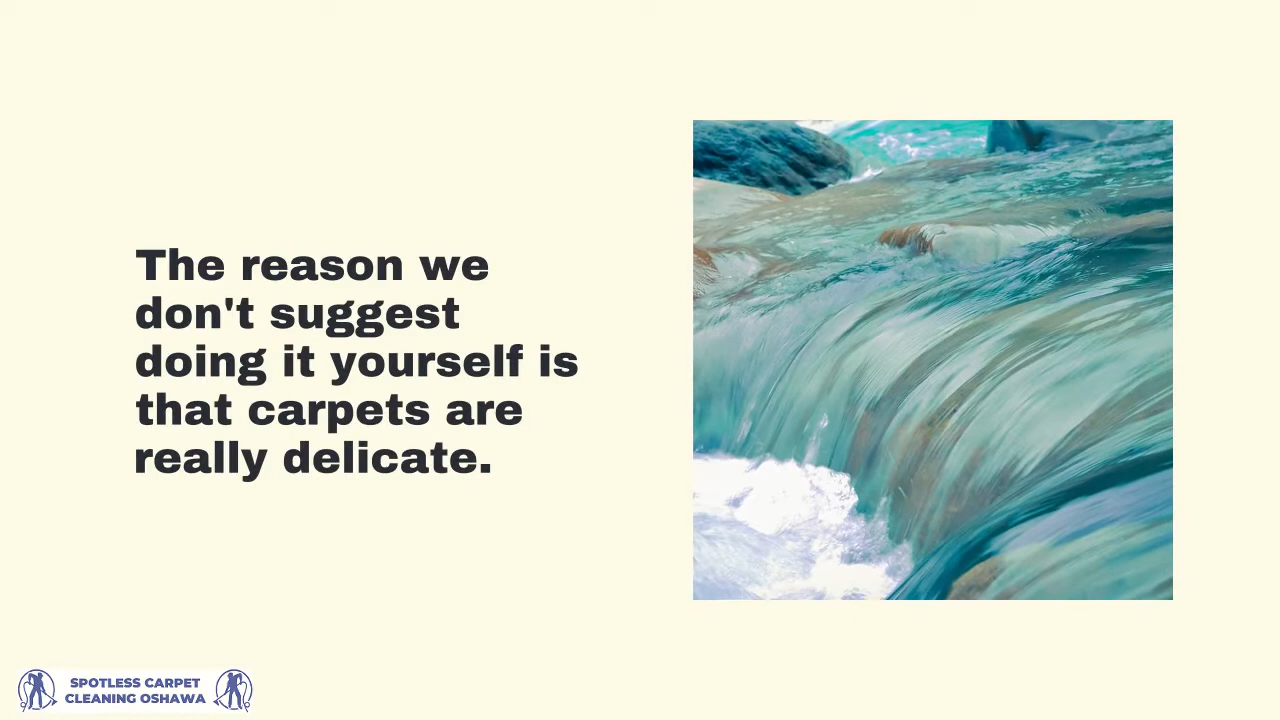 The reason we
don't suggest
doing it yourself is
that carpets are
really delicate.
SPOTLESS CARPET
CLEANING OSHAWA